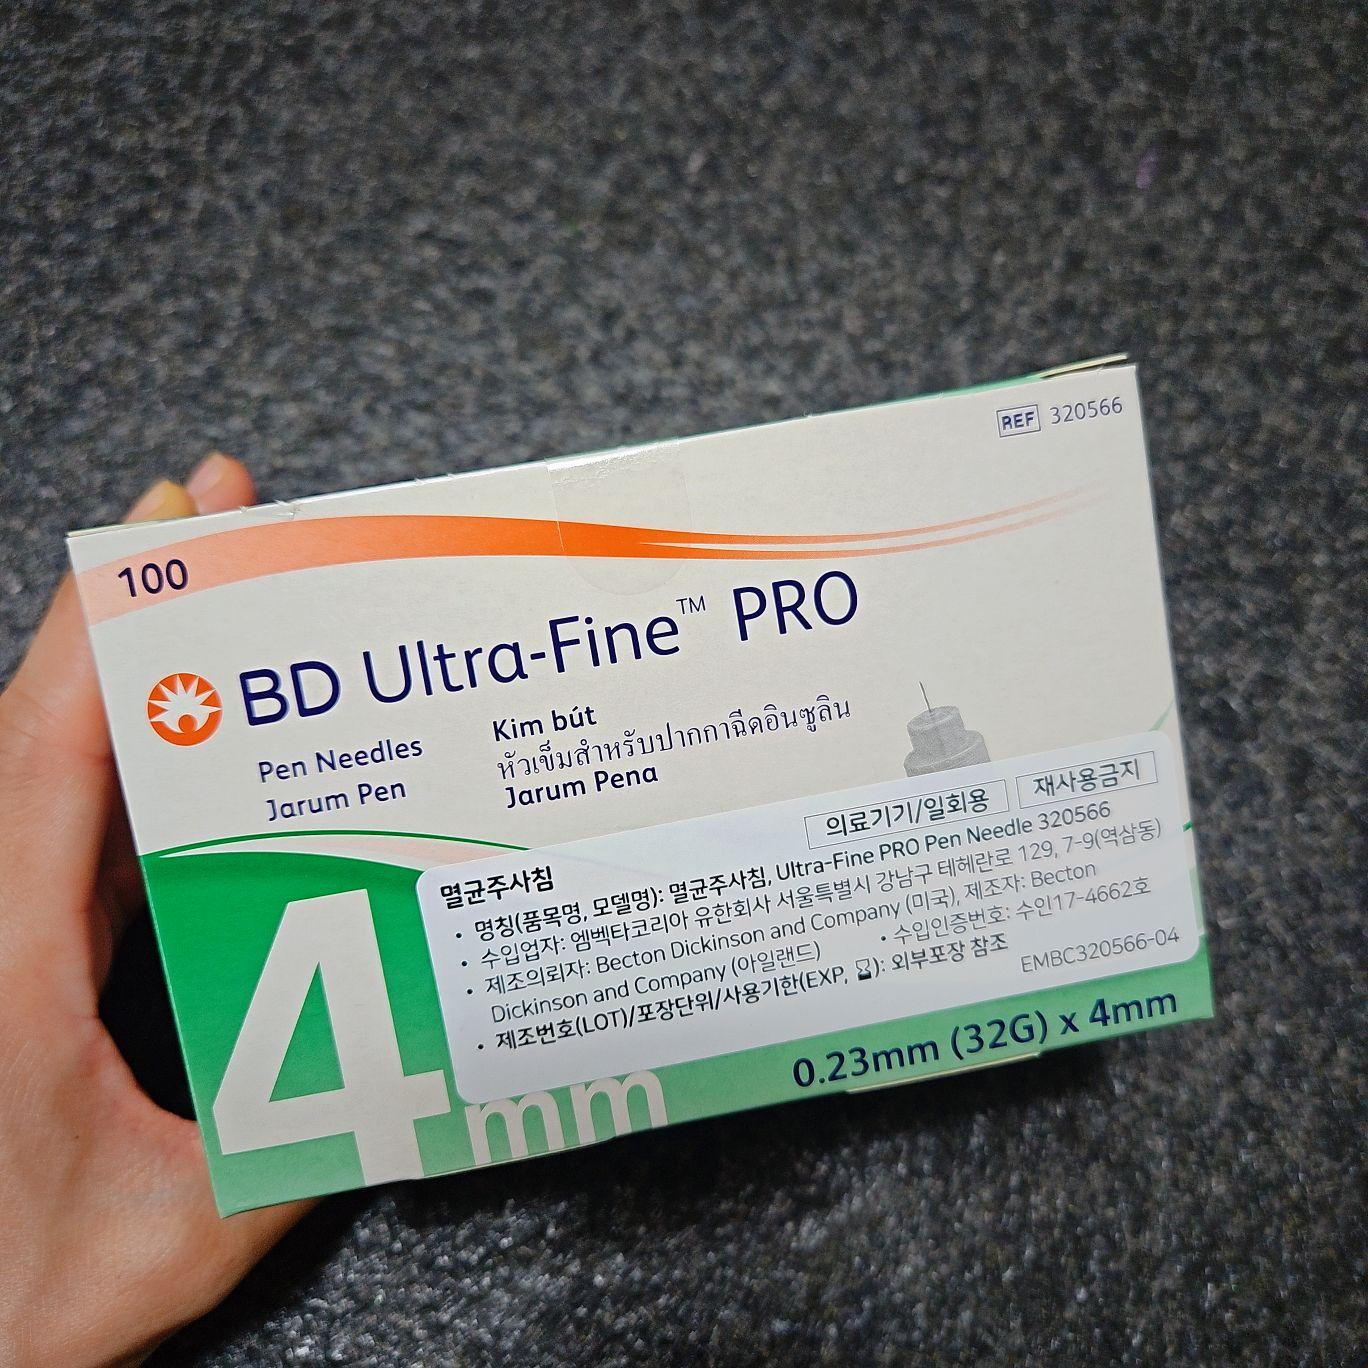 REF 320566
100
BD Ultra-Fine™ PRO
Pen Needles
Jarum Pen
Kim bút
หัวเข็มสำหรับปากกาฉีดอินซูลิน
Jarum Pena
의료기기/일회용 재사용금지
멸균주사침
• 명칭(품목명, 모델명): 멸균주사침, Ultra-Fine PRO Pen Needle 320566
• 수입업자: 엠벡타코리아 유한회사 서울특별시 강남구 테헤란로 129, 7-9(역삼동)
• 제조의뢰자: Becton Dickinson and Company (미국), 제조자: Becton
Dickinson and Company (아일랜드) • 수입인증번호: 수인17-4662호
• 제조번호(LOT)/포장단위/사용기한(EXP, ⌛): 외부포장 참조
EMBC320566-04
4mm
0.23mm (32G) x 4mm